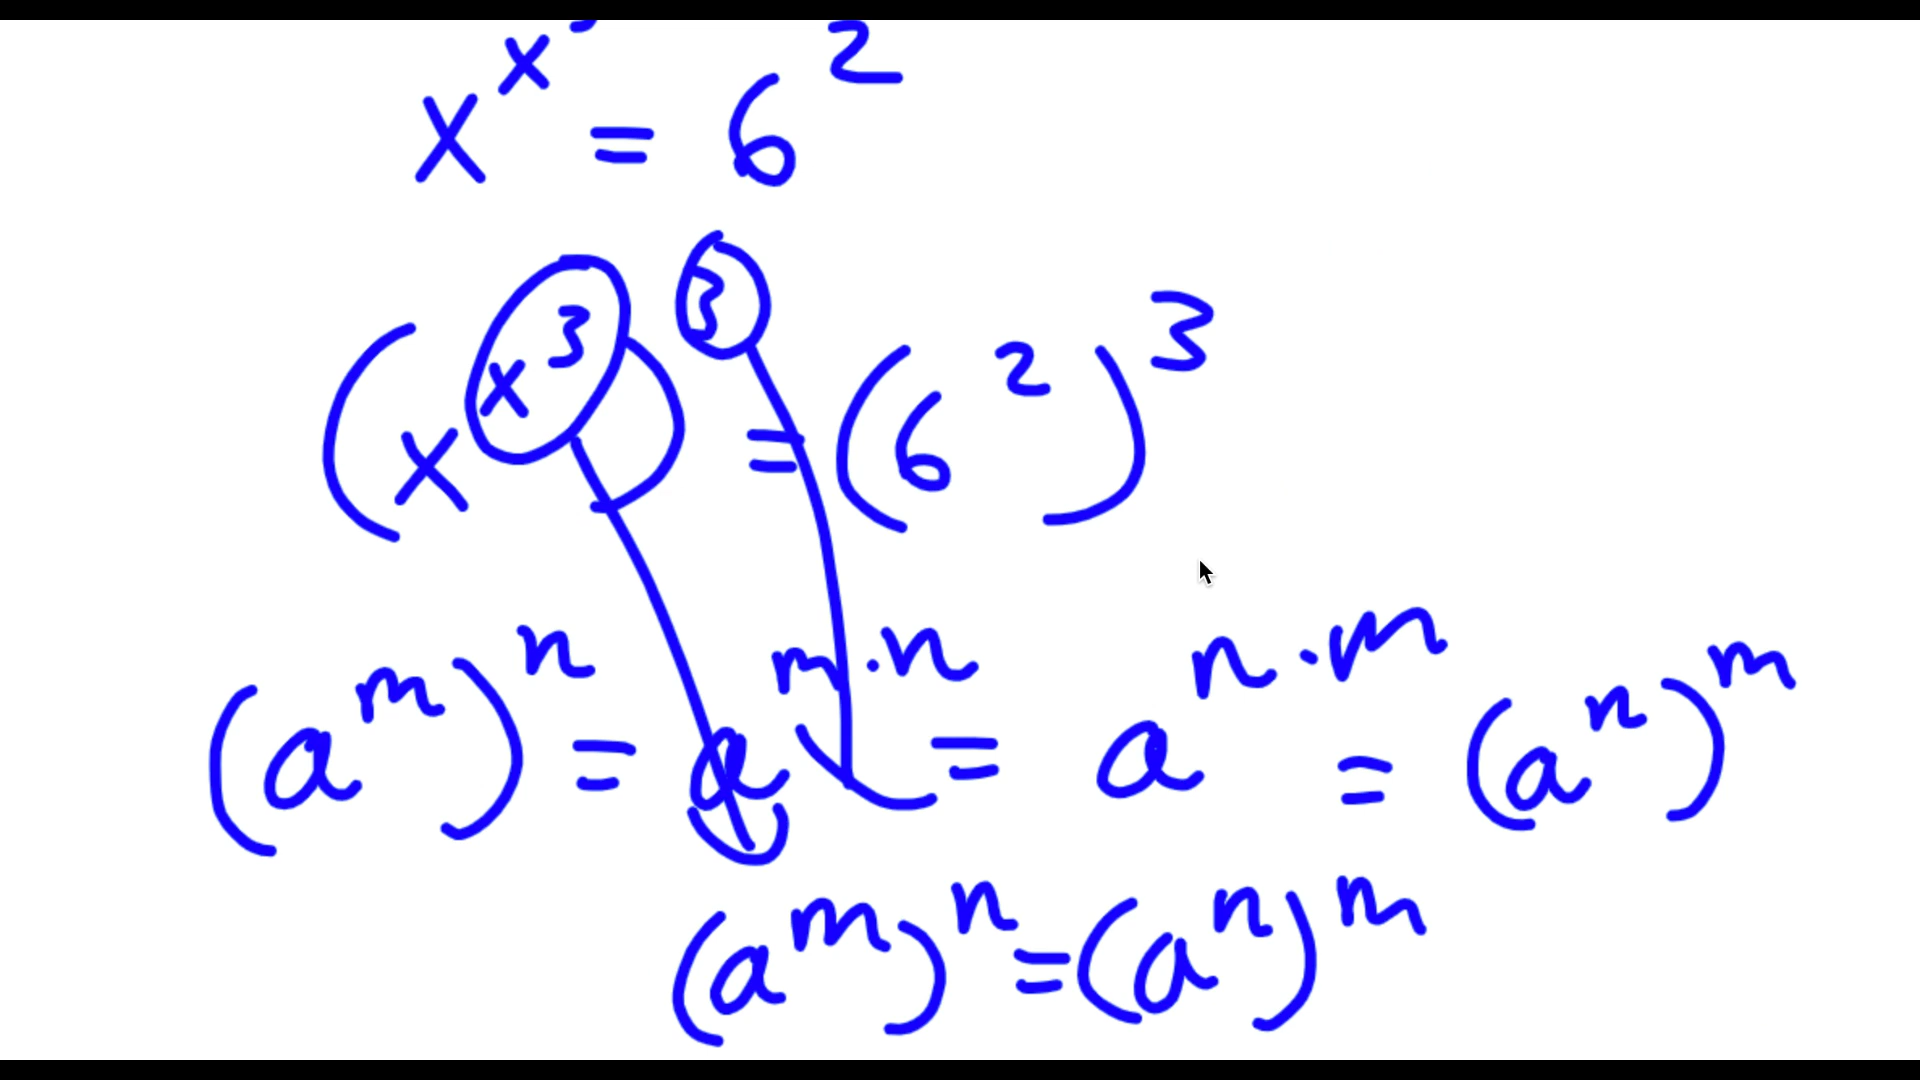 x^x^3 = 6^2
(x^x^3)^3 = (6^2)^3
(a^m)^n = a^m·n = a^n·m = (a^n)^m
(a^m)^n = (a^n)^m